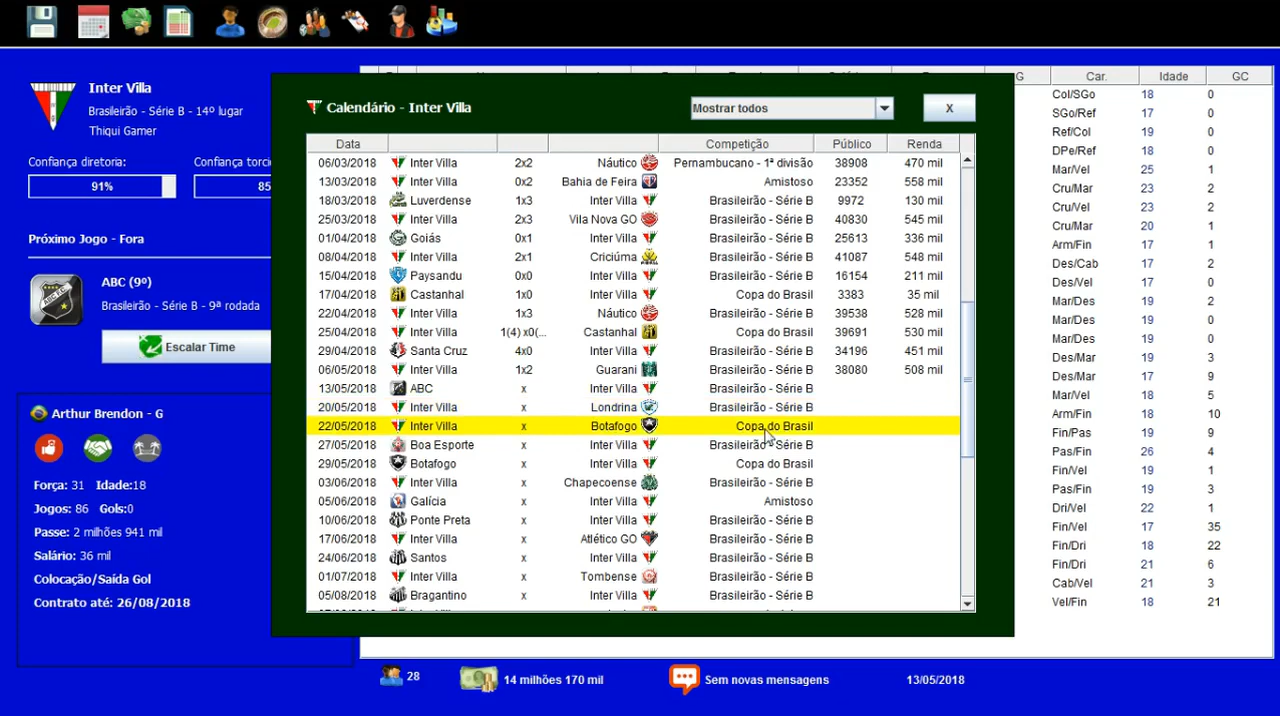 Inter Villa
Brasileirão - Série B - 14º lugar
Thiqui Gamer
Confiança diretoria:
Confiança torcid
91%
85
Próximo Jogo - Fora
ABC (9º)
Brasileirão - Série B - 9ª rodada
Escalar Time
Arthur Brendon - G
Força: 31 Idade:18
Jogos: 86 Gols:0
Passe: 2 milhões 941 mil
Salário: 36 mil
Colocação/Saída Gol
Contrato até: 26/08/2018
Calendário - Inter Villa
Mostrar todos
X
Data Competição Público Renda
06/03/2018 Inter Villa 2x2 Náutico Pernambucano - 1ª divisão 38908 470 mil
13/03/2018 Inter Villa 0x2 Bahia de Feira Amistoso 23352 558 mil
18/03/2018 Luverdense 1x3 Inter Villa Brasileirão - Série B 9972 130 mil
25/03/2018 Inter Villa 2x3 Vila Nova GO Brasileirão - Série B 40830 545 mil
01/04/2018 Goiás 0x1 Inter Villa Brasileirão - Série B 25613 336 mil
08/04/2018 Inter Villa 2x1 Criciúma Brasileirão - Série B 41087 548 mil
15/04/2018 Paysandu 0x0 Inter Villa Brasileirão - Série B 16154 211 mil
17/04/2018 Castanhal 1x0 Inter Villa Copa do Brasil 3383 35 mil
22/04/2018 Inter Villa 1x3 Náutico Brasileirão - Série B 39538 528 mil
25/04/2018 Inter Villa 1(4) x0(... Castanhal Copa do Brasil 39691 530 mil
29/04/2018 Santa Cruz 4x0 Inter Villa Brasileirão - Série B 34196 451 mil
06/05/2018 Inter Villa 1x2 Guarani Brasileirão - Série B 38080 508 mil
13/05/2018 ABC x Inter Villa Brasileirão - Série B
20/05/2018 Inter Villa x Londrina Brasileirão - Série B
22/05/2018 Inter Villa x Botafogo Copa do Brasil
27/05/2018 Boa Esporte x Inter Villa Brasileirão - Série B
29/05/2018 Botafogo x Inter Villa Copa do Brasil
03/06/2018 Inter Villa x Chapecoense Brasileirão - Série B
05/06/2018 Galícia x Inter Villa Amistoso
10/06/2018 Ponte Preta x Inter Villa Brasileirão - Série B
17/06/2018 Inter Villa x Atlético GO Brasileirão - Série B
24/06/2018 Santos x Inter Villa Brasileirão - Série B
01/07/2018 Inter Villa x Tombense Brasileirão - Série B
05/08/2018 Bragantino x Inter Villa Brasileirão - Série B
G Car. Idade GC
Col/SGo 18 0
SGo/Ref 17 0
Ref/Col 19 0
DPe/Ref 18 0
Mar/Vel 25 1
Cru/Mar 23 2
Cru/Vel 23 2
Cru/Mar 20 1
Arm/Fin 17 1
Des/Cab 17 2
Des/Vel 17 0
Mar/Des 19 2
Mar/Des 19 0
Mar/Des 19 0
Des/Mar 19 3
Des/Mar 17 9
Mar/Vel 18 5
Arm/Fin 18 10
Fin/Pas 19 9
Pas/Fin 26 4
Fin/Vel 19 1
Pas/Fin 19 3
Dri/Vel 22 1
Fin/Vel 17 35
Fin/Dri 18 22
Fin/Dri 21 6
Cab/Vel 21 3
Vel/Fin 18 21
28
14 milhões 170 mil
Sem novas mensagens
13/05/2018